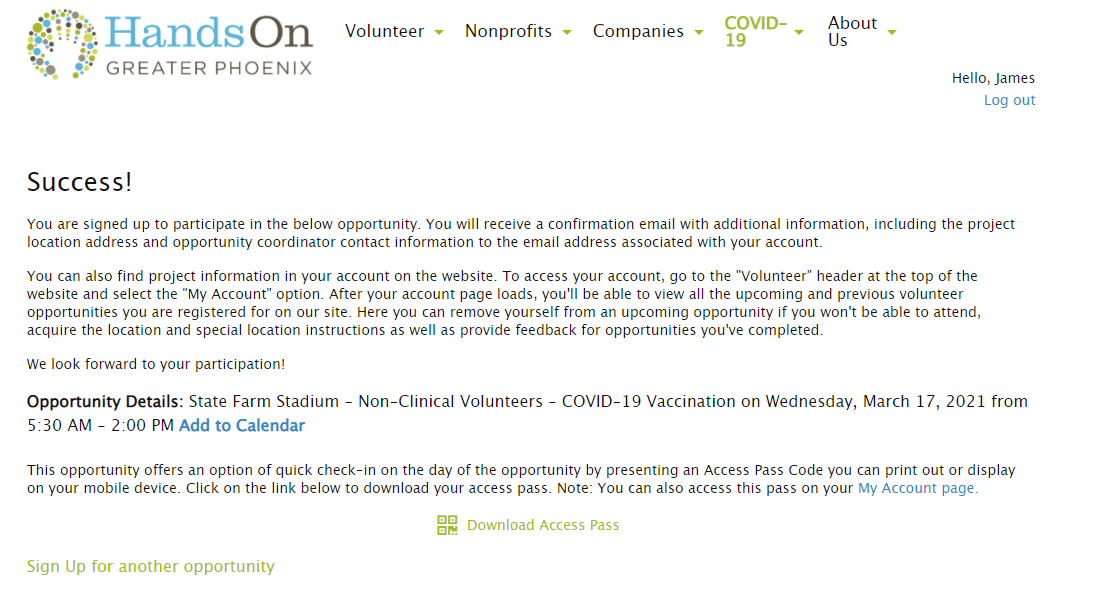 HandsOn
GREATER PHOENIX
Volunteer
Nonprofits
Companies
COVID-
19
About
Us
Hello, James
Log out
Success!
You are signed up to participate in the below opportunity. You will receive a confirmation email with additional information, including the project
location address and opportunity coordinator contact information to the email address associated with your account.
You can also find project information in your account on the website. To access your account, go to the "Volunteer" header at the top of the
website and select the "My Account" option. After your account page loads, you'll be able to view all the upcoming and previous volunteer
opportunities you are registered for on our site. Here you can remove yourself from an upcoming opportunity if you won't be able to attend,
acquire the location and special location instructions as well as provide feedback for opportunities you've completed.
We look forward to your participation!
Opportunity Details: State Farm Stadium – Non-Clinical Volunteers – COVID-19 Vaccination on Wednesday, March 17, 2021 from
5:30 AM – 2:00 PM Add to Calendar
This opportunity offers an option of quick check-in on the day of the opportunity by presenting an Access Pass Code you can print out or display
on your mobile device. Click on the link below to download your access pass. Note: You can also access this pass on your My Account page.
Download Access Pass
Sign Up for another opportunity